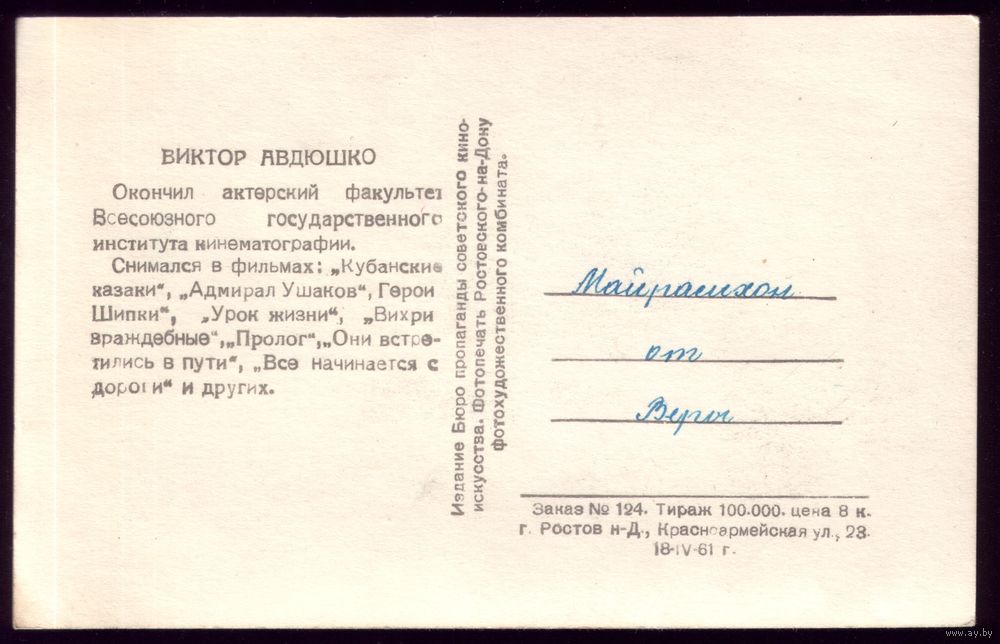 ВИКТОР АВДЮШКО
Окончил актерский факультет
Всесоюзного государственного
института кинематографии.
Снимался в фильмах: „Кубанские
казаки“, „Адмирал Ушаков“, Герои
Шипки“, „Урок жизни“, „Вихри
враждебные“,„Пролог“,„Они встре-
тились в пути“, „Все начинается с
дороги“ и других.
Издание Бюро пропаганды советского кино-
искусства. Фотопечать Ростовского-на-Дону
фотохудожественного комбината.
Майрамхон
от
Веры
Заказ № 124. Тираж 100.000. цена 8 к.
г. Ростов н-Д., Красноармейская ул., 23.
18-IV-61 г.
www.ay.by